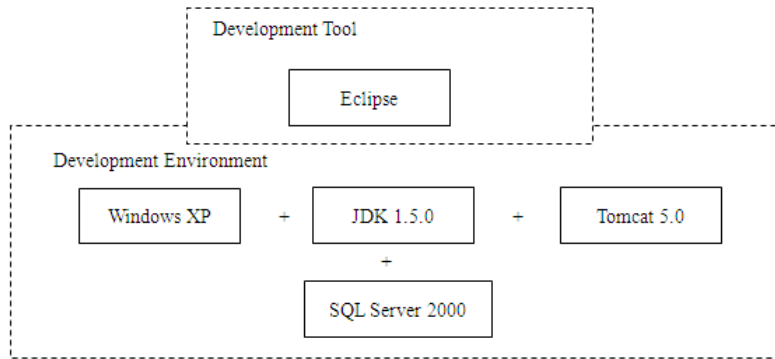 Development Tool
Eclipse
Development Environment
Windows XP + JDK 1.5.0 + Tomcat 5.0
+
SQL Server 2000